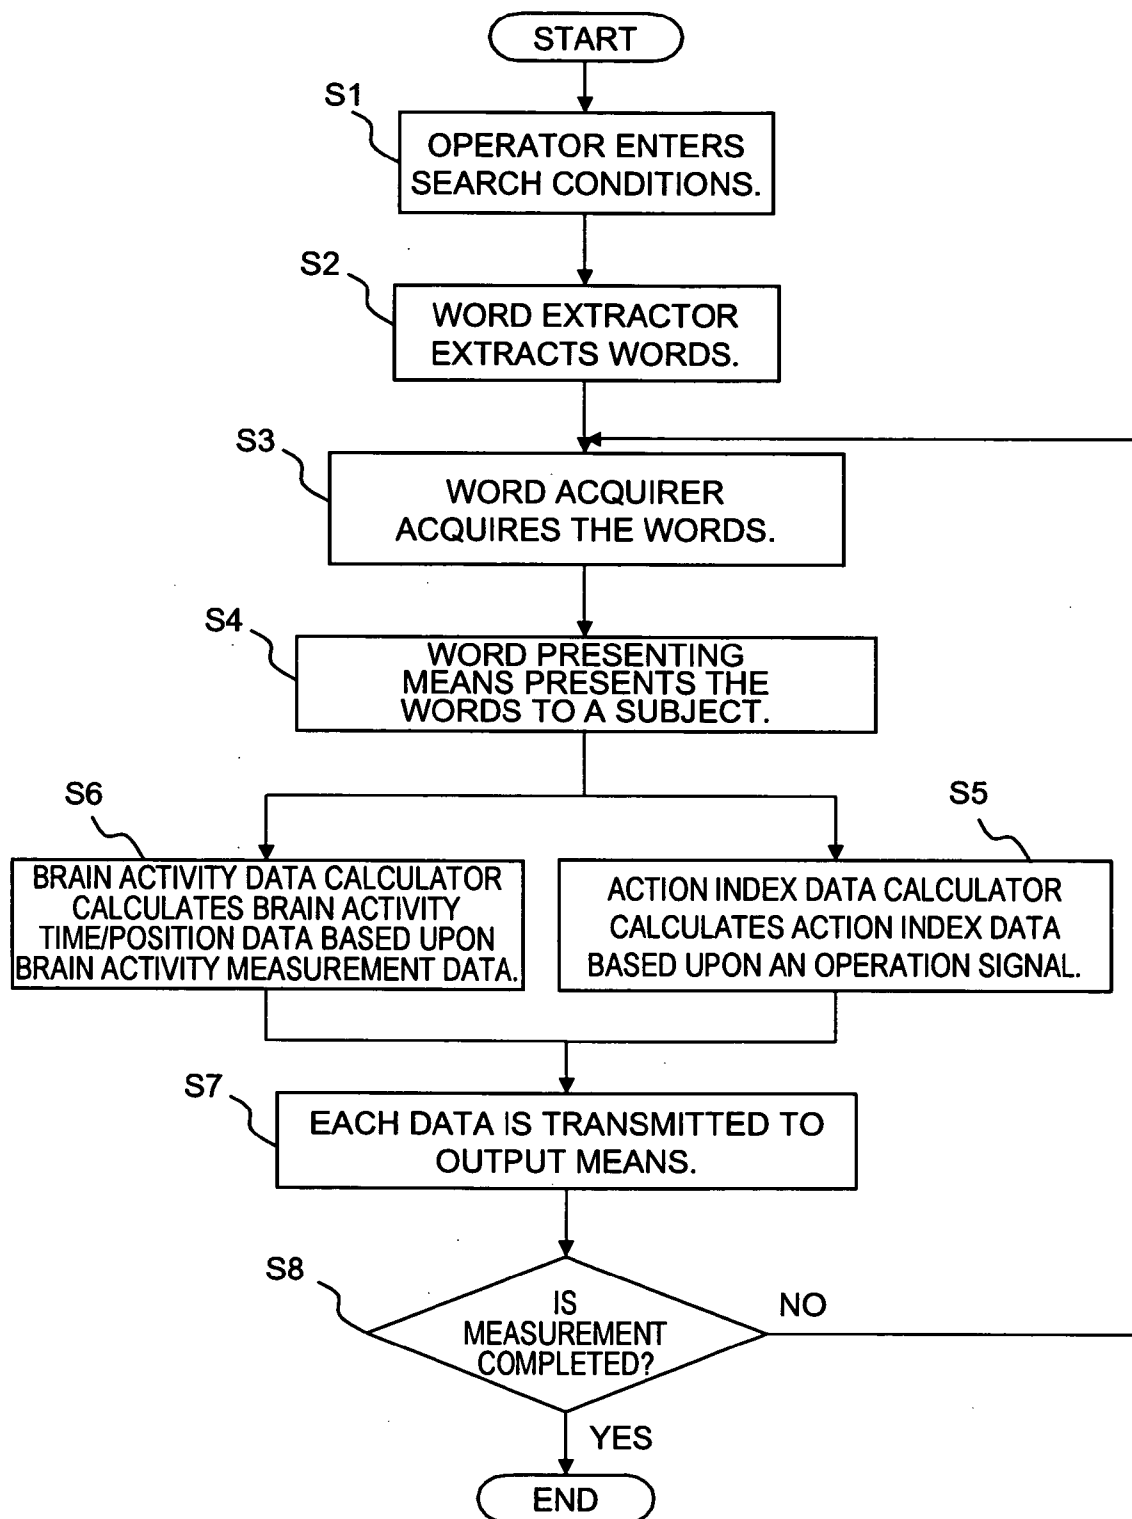 START
S1
OPERATOR ENTERS
SEARCH CONDITIONS.
S2
WORD EXTRACTOR
EXTRACTS WORDS.
S3
WORD ACQUIRER
ACQUIRES THE WORDS.
S4
WORD PRESENTING
MEANS PRESENTS THE
WORDS TO A SUBJECT.
S6
BRAIN ACTIVITY DATA CALCULATOR
CALCULATES BRAIN ACTIVITY
TIME/POSITION DATA BASED UPON
BRAIN ACTIVITY MEASUREMENT DATA.
S5
ACTION INDEX DATA CALCULATOR
CALCULATES ACTION INDEX DATA
BASED UPON AN OPERATION SIGNAL.
S7
EACH DATA IS TRANSMITTED TO
OUTPUT MEANS.
S8
IS
MEASUREMENT
COMPLETED?
NO
YES
END